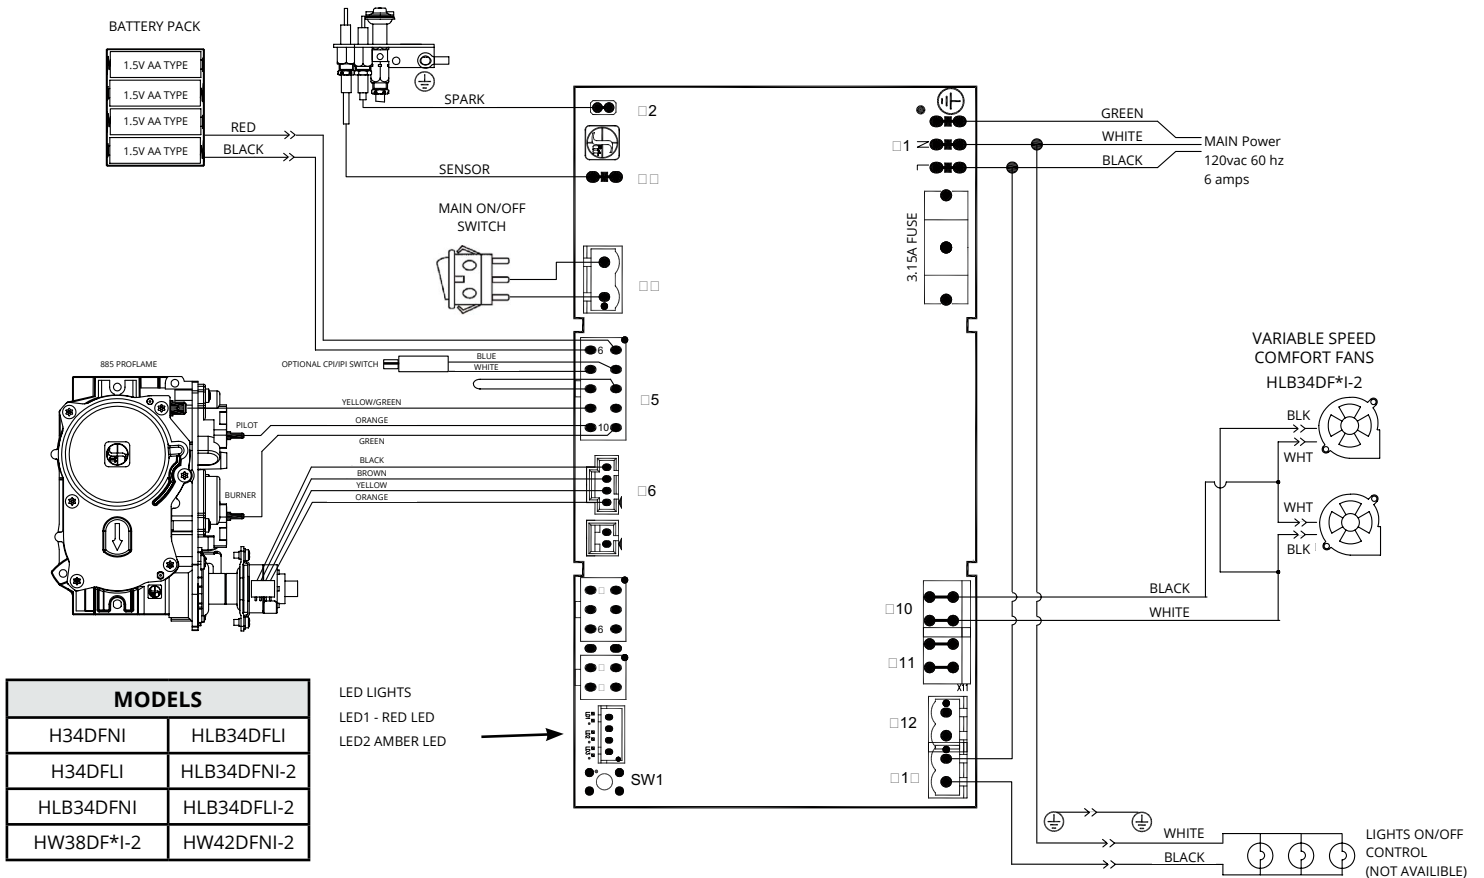 BATTERY PACK
1.5V AA TYPE
1.5V AA TYPE
1.5V AA TYPE
1.5V AA TYPE
RED
BLACK
SPARK
SENSOR
MAIN ON/OFF
SWITCH
885 PROFLAME
OPTIONAL CPI/IPI SWITCH
BLUE
WHITE
YELLOW/GREEN
PILOT
ORANGE
GREEN
BLACK
BROWN
YELLOW
ORANGE
BURNER
2
6
10
5
6
6
LED LIGHTS
LED1 - RED LED
LED2 AMBER LED
SW1
1
N
L
3.15A FUSE
GREEN
WHITE
BLACK
MAIN Power
120vac 60 hz
6 amps
VARIABLE SPEED
COMFORT FANS
HLB34DF*I-2
BLK
WHT
WHT
BLK
10
BLACK
WHITE
11
X11
12
1
WHITE
BLACK
LIGHTS ON/OFF
CONTROL
(NOT AVAILIBLE)
MODELS
H34DFNI HLB34DFLI
H34DFLI HLB34DFNI-2
HLB34DFNI HLB34DFLI-2
HW38DF*I-2 HW42DFNI-2